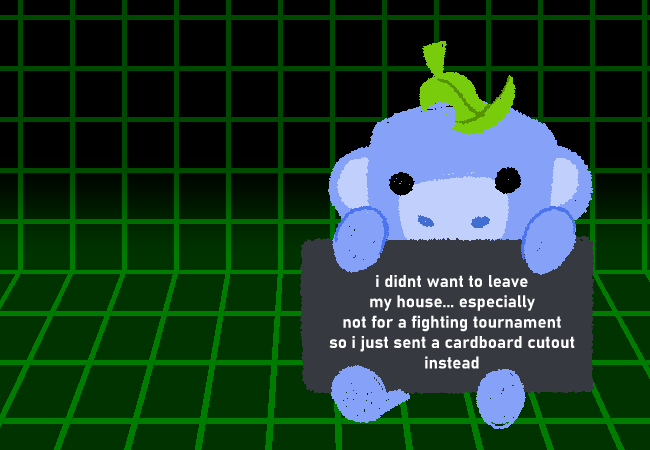 i didnt want to leave
my house... especially
not for a fighting tournament
so i just sent a cardboard cutout
instead